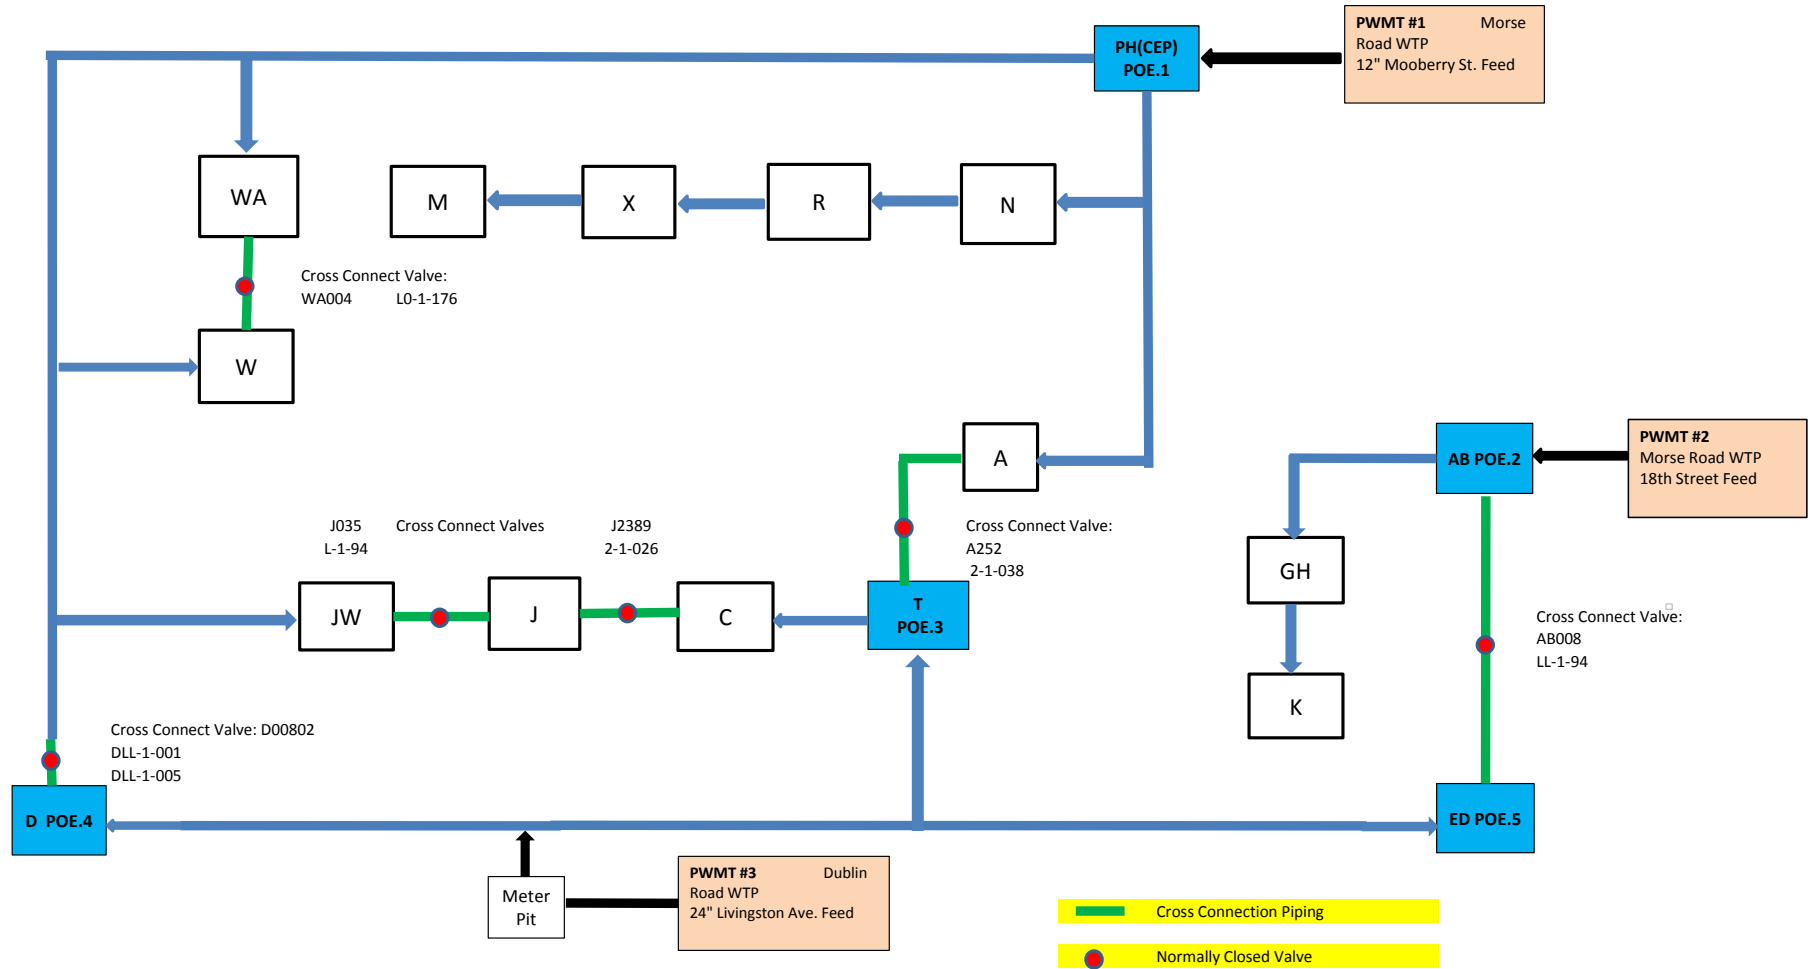 PH(CEP)
POE.1
PWMT #1 Morse
Road WTP
12" Mooberry St. Feed
WA
M
X
R
N
Cross Connect Valve:
WA004 L0-1-176
W
A
AB POE.2
PWMT #2
Morse Road WTP
18th Street Feed
J035 Cross Connect Valves J2389
L-1-94 2-1-026
Cross Connect Valve:
A252
2-1-038
GH
JW
J
C
T
POE.3
Cross Connect Valve:
AB008
LL-1-94
K
Cross Connect Valve: D00802
DLL-1-001
DLL-1-005
D POE.4
ED POE.5
Meter
Pit
PWMT #3 Dublin
Road WTP
24" Livingston Ave. Feed
Cross Connection Piping
Normally Closed Valve